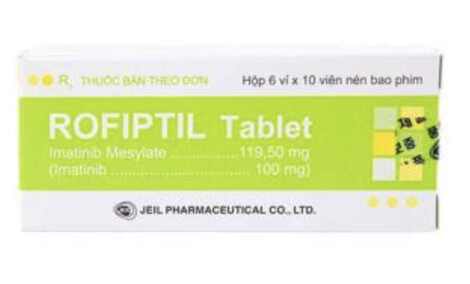 Rx THUỐC BÁN THEO ĐƠN
Hộp 6 vỉ x 10 viên nén bao phim
ROFIPTIL Tablet
Imatinib Mesylate ................119,50 mg
(Imatinib ............................ 100 mg)
JEIL PHARMACEUTICAL CO., LTD.